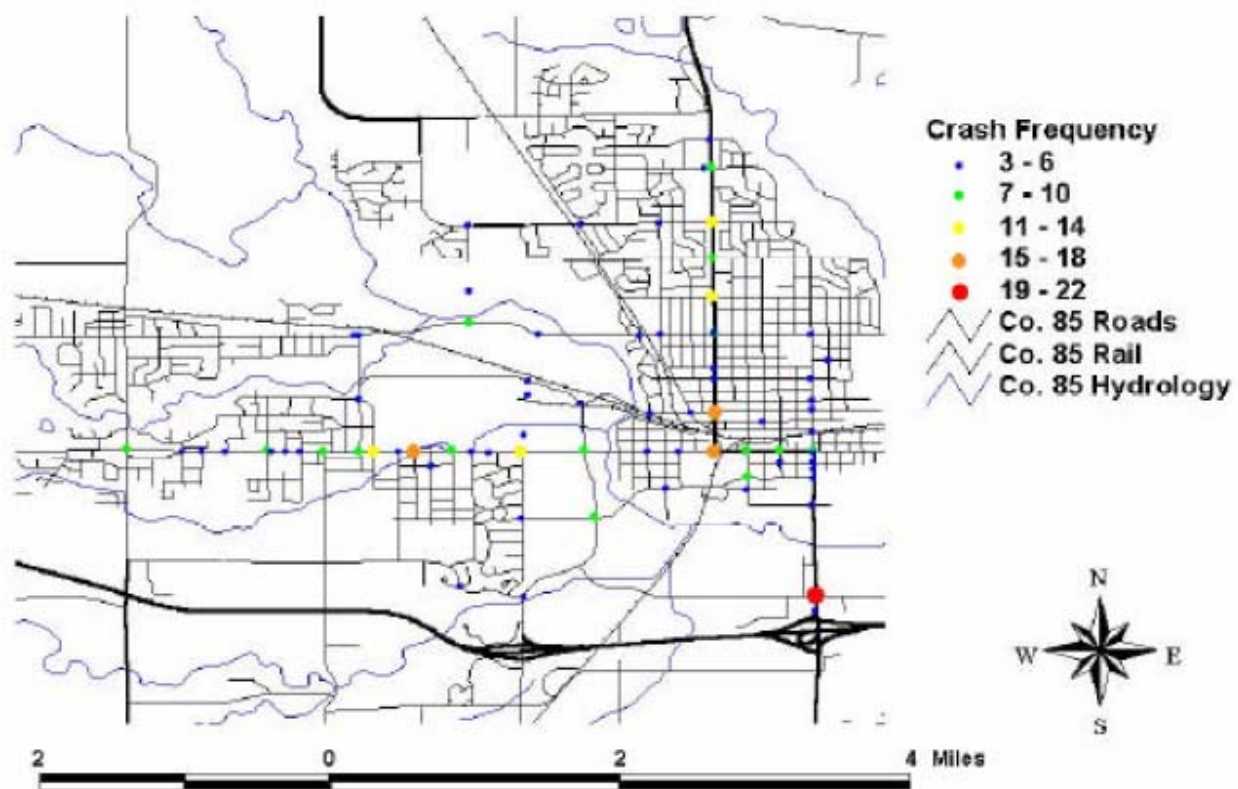 Crash Frequency
3 - 6
7 - 10
11 - 14
15 - 18
19 - 22
Co. 85 Roads
Co. 85 Rail
Co. 85 Hydrology
N
W E
S
2 0 2 4 Miles